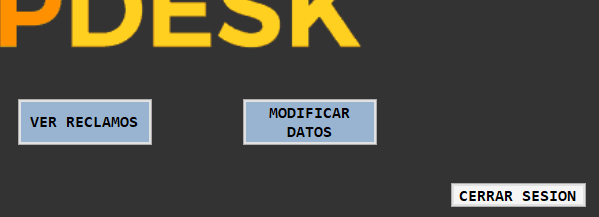 PDESK
VER RECLAMOS
MODIFICAR
DATOS
CERRAR SESION